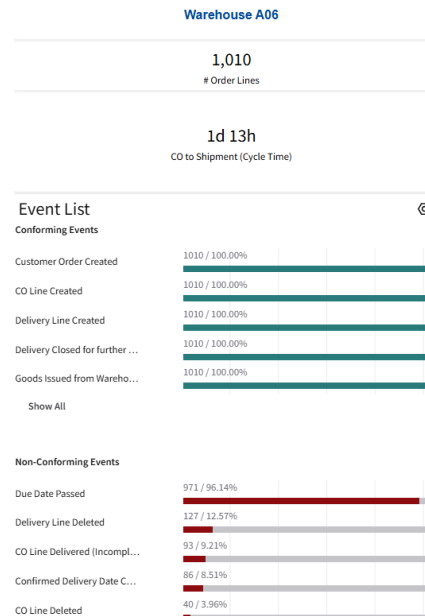 Warehouse A06
1,010
# Order Lines
1d 13h
CO to Shipment (Cycle Time)
Event List
Conforming Events
Customer Order Created 1010 / 100.00%
CO Line Created 1010 / 100.00%
Delivery Line Created 1010 / 100.00%
Delivery Closed for further ... 1010 / 100.00%
Goods Issued from Wareho... 1010 / 100.00%
Show All
Non-Conforming Events
Due Date Passed 971 / 96.14%
Delivery Line Deleted 127 / 12.57%
CO Line Delivered (Incompl... 93 / 9.21%
Confirmed Delivery Date C... 86 / 8.51%
CO Line Deleted 40 / 3.96%